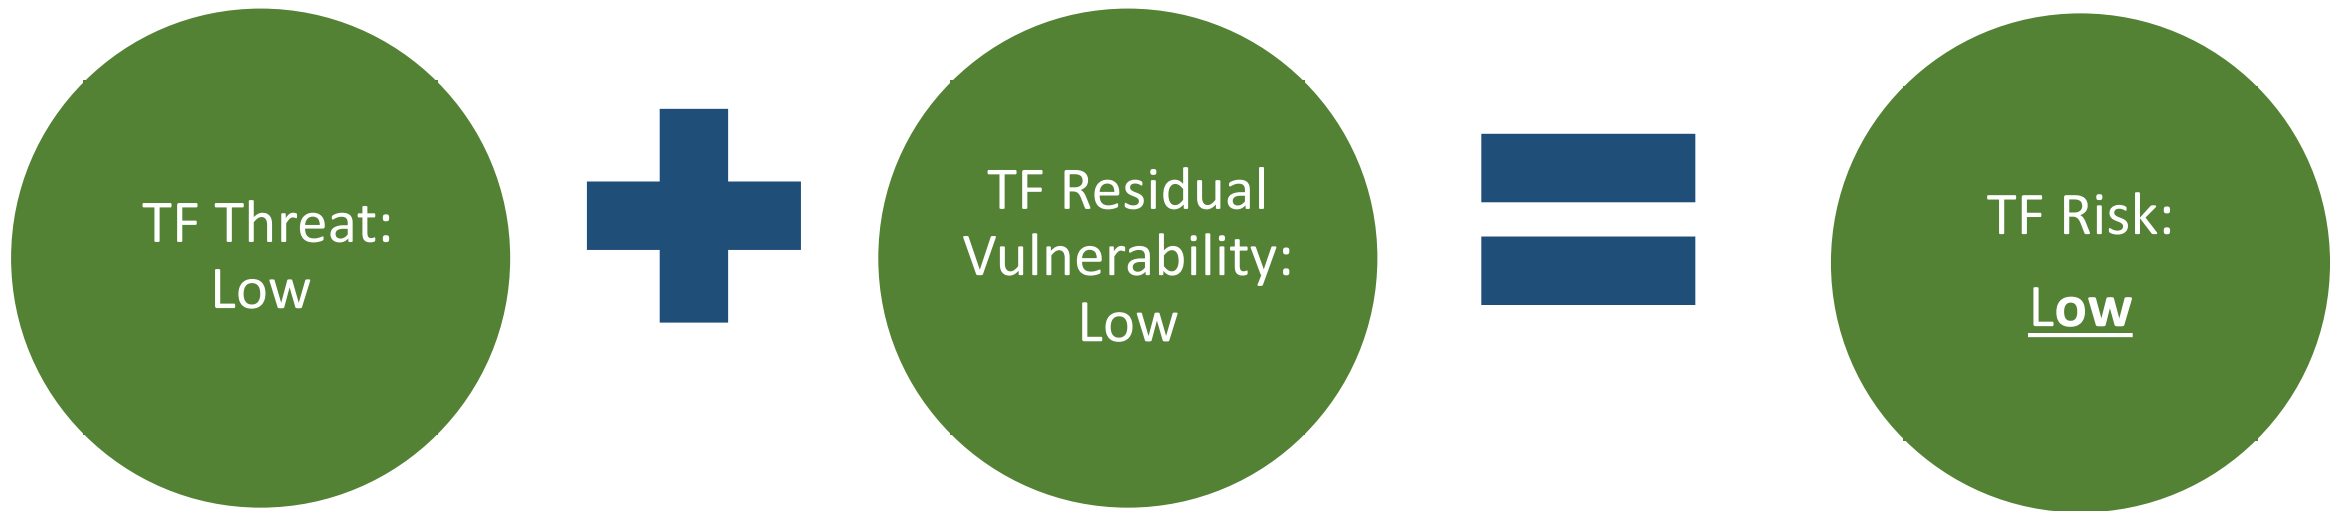 TF Threat:
Low
TF Residual
Vulnerability:
Low
TF Risk:
Low